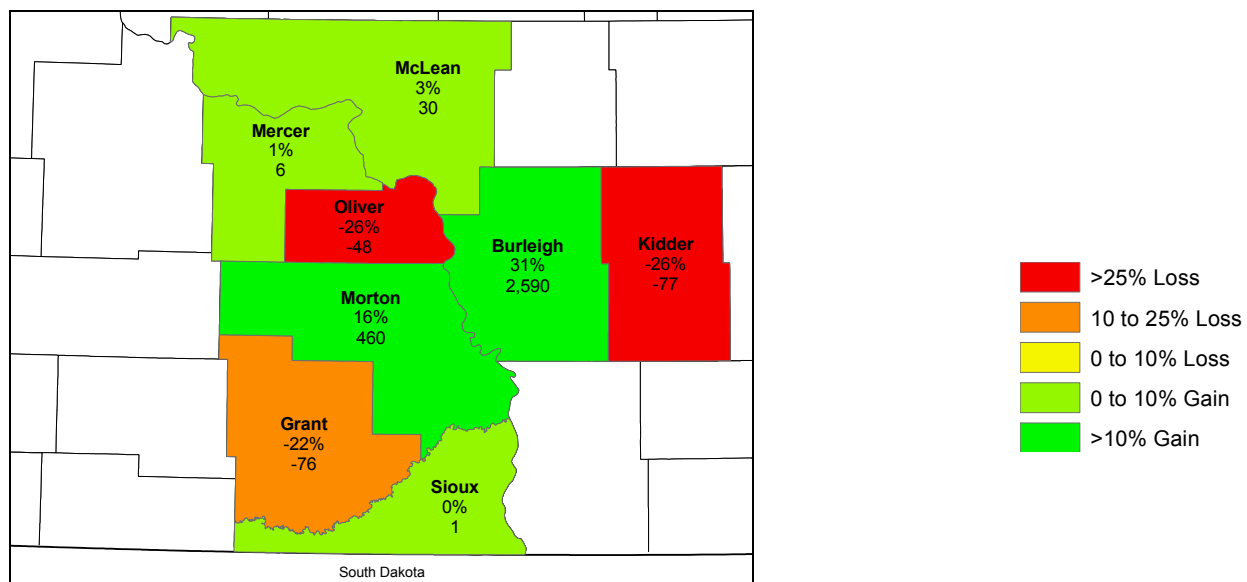 McLean
3%
30
Mercer
1%
6
Oliver
-26%
-48
Burleigh
31%
2,590
Kidder
-26%
-77
Morton
16%
460
Grant
-22%
-76
Sioux
0%
1
South Dakota
>25% Loss
10 to 25% Loss
0 to 10% Loss
0 to 10% Gain
>10% Gain